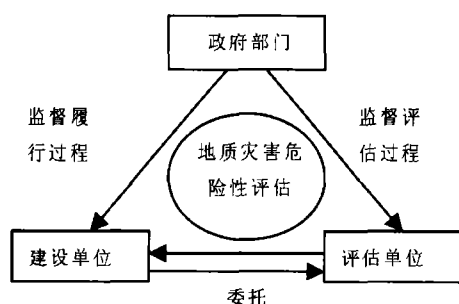 政府部门
监督履
行过程
地质灾害危
险性评估
监督评
估过程
建设单位
评估单位
委托